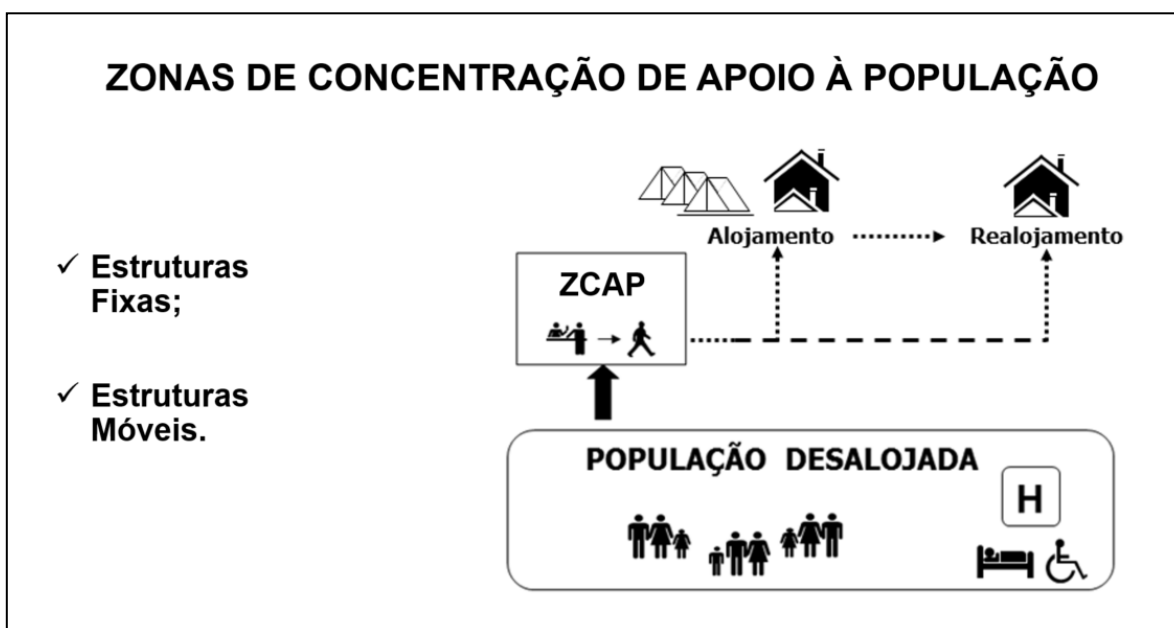 ZONAS DE CONCENTRAÇÃO DE APOIO À POPULAÇÃO
✓ Estruturas
Fixas;
✓ Estruturas
Móveis.
Alojamento
Realojamento
ZCAP
POPULAÇÃO DESALOJADA
H